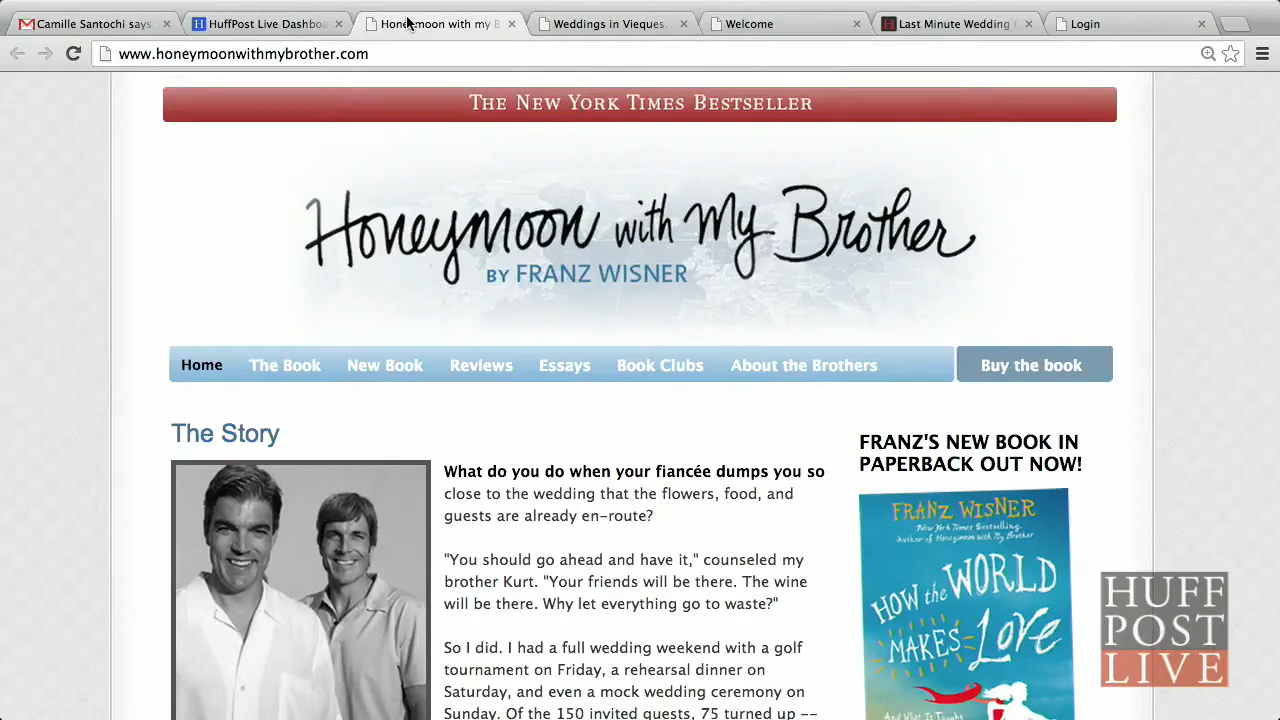 Camille Santochi says
HuffPost Live Dashbo
Honeymoon with my B
Weddings in Vieques,
Welcome
Last Minute Wedding C
Login
www.honeymoonwithmybrother.com
THE NEW YORK TIMES BESTSELLER
Honeymoon with My Brother
BY FRANZ WISNER
Home
The Book
New Book
Reviews
Essays
Book Clubs
About the Brothers
Buy the book
The Story
What do you do when your fiancée dumps you so
close to the wedding that the flowers, food, and
guests are already en-route?
"You should go ahead and have it," counseled my
brother Kurt. "Your friends will be there. The wine
will be there. Why let everything go to waste?"
So I did. I had a full wedding weekend with a golf
tournament on Friday, a rehearsal dinner on
Saturday, and even a mock wedding ceremony on
Sunday. Of the 150 invited guests, 75 turned up --
FRANZ'S NEW BOOK IN
PAPERBACK OUT NOW!
FRANZ WISNER
New York Times Bestselling
Author of Honeymoon with My Brother
HOW the WORLD
MAKES Love
And What It Taught
HUFF
POST
LIVE